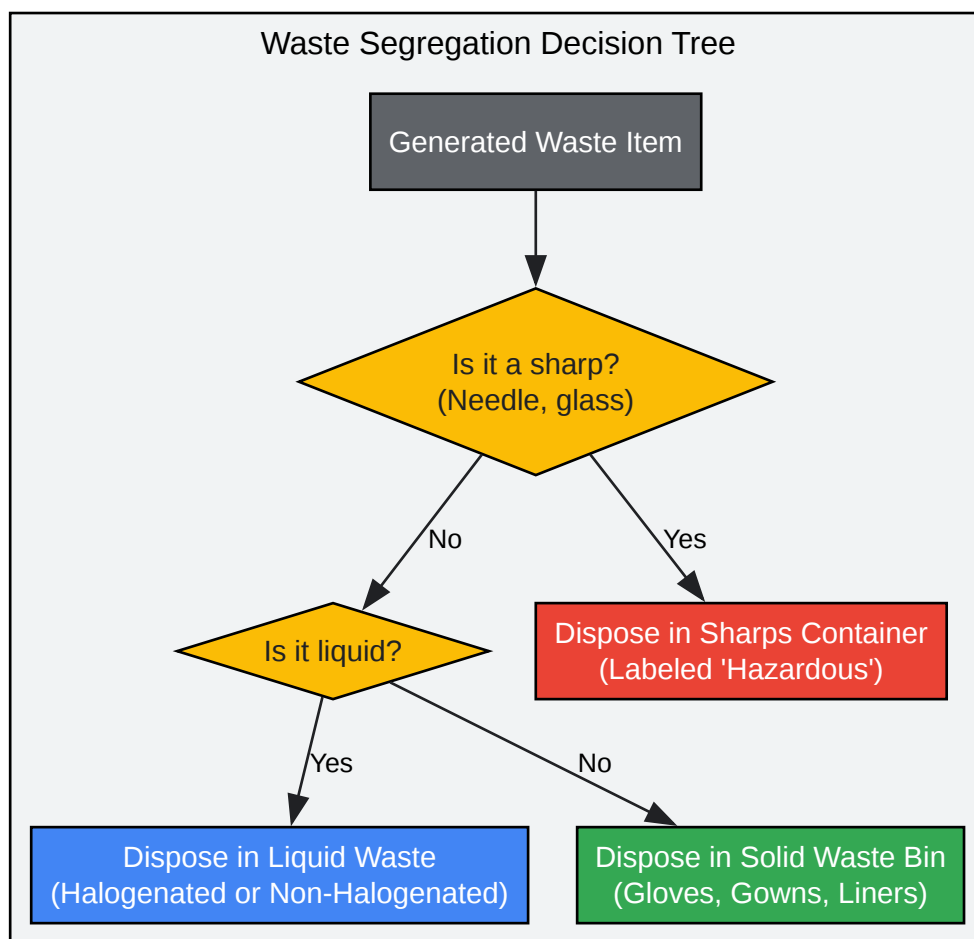 Waste Segregation Decision Tree
Generated Waste Item
Is it a sharp?
(Needle, glass)
No
Yes
Is it liquid?
Dispose in Sharps Container
(Labeled 'Hazardous')
Yes
No
Dispose in Liquid Waste
(Halogenated or Non-Halogenated)
Dispose in Solid Waste Bin
(Gloves, Gowns, Liners)